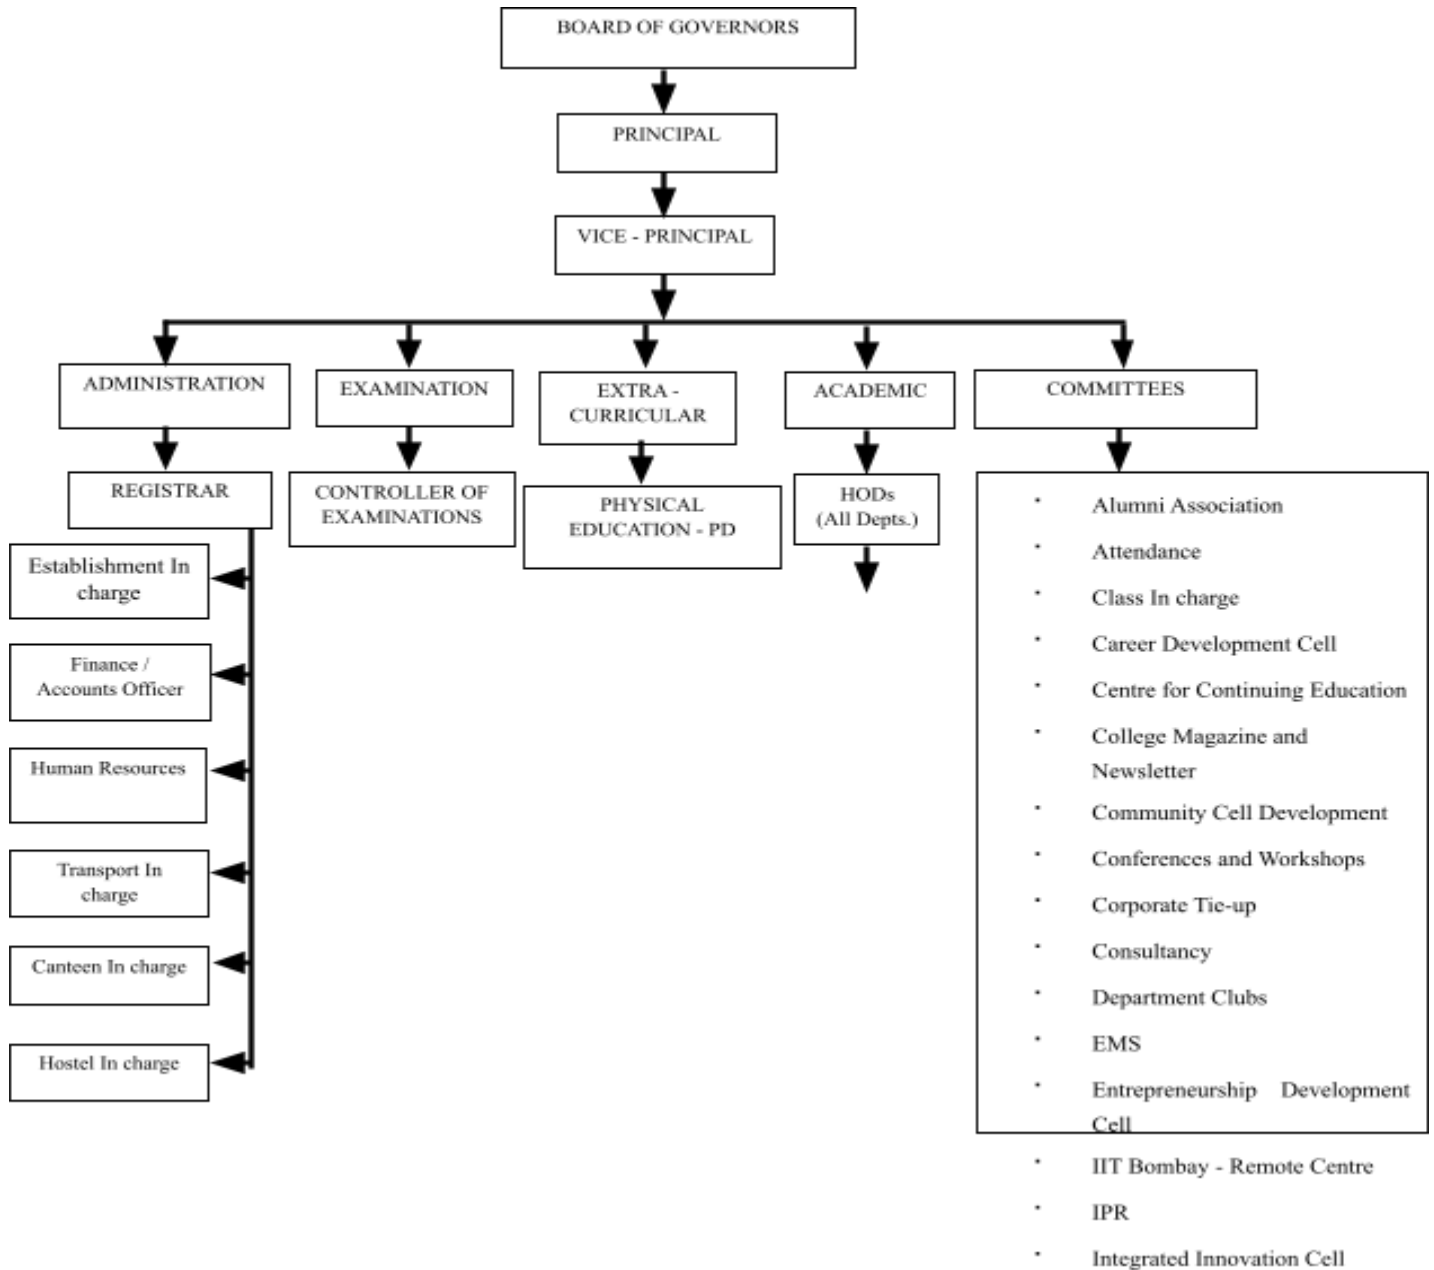 BOARD OF GOVERNORS
PRINCIPAL
VICE - PRINCIPAL
ADMINISTRATION
EXAMINATION
EXTRA -
CURRICULAR
ACADEMIC
COMMITTEES
REGISTRAR
CONTROLLER OF
EXAMINATIONS
PHYSICAL
EDUCATION - PD
HODs
(All Depts.)
Establishment In
charge
Finance /
Accounts Officer
Human Resources
Transport In
charge
Canteen In charge
Hostel In charge
Alumni Association
Attendance
Class In charge
Career Development Cell
Centre for Continuing Education
College Magazine and
Newsletter
Community Cell Development
Conferences and Workshops
Corporate Tie-up
Consultancy
Department Clubs
EMS
Entrepreneurship Development
Cell
IIT Bombay - Remote Centre
IPR
Integrated Innovation Cell